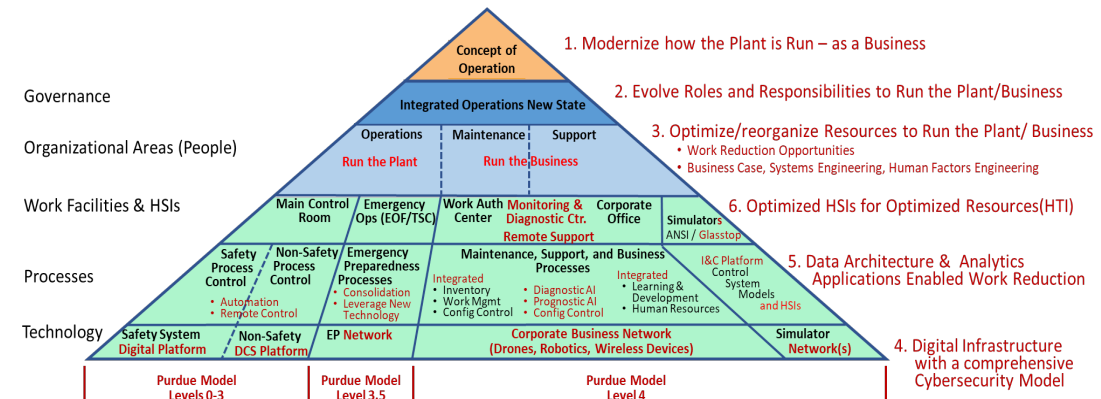 Concept of
Operation
1. Modernize how the Plant is Run – as a Business
Governance
Integrated Operations New State
2. Evolve Roles and Responsibilities to Run the Plant/Business
Organizational Areas (People)
Operations
Maintenance
Support
Run the Plant
Run the Business
3. Optimize/reorganize Resources to Run the Plant/ Business
• Work Reduction Opportunities
• Business Case, Systems Engineering, Human Factors Engineering
Work Facilities & HSIs
Main Control
Room
Emergency
Ops (EOF/TSC)
Work Auth
Center
Monitoring &
Diagnostic Ctr.
Corporate
Office
Remote Support
Simulators
ANSI / Glasstop
6. Optimized HSIs for Optimized Resources(HTI)
Processes
Safety
Process
Control
Non-Safety
Process
Control
• Automation
• Remote Control
Emergency
Preparedness
Processes
• Consolidation
• Leverage New
Technology
Maintenance, Support, and Business
Processes
Integrated
• Inventory
• Work Mgmt
• Config Control
• Diagnostic AI
• Prognostic AI
• Config Control
Integrated
• Learning &
Development
• Human Resources
I&C Platform
Control
System
Models
and HSIs
5. Data Architecture & Analytics
Applications Enabled Work Reduction
Technology
Safety System
Digital Platform
Non-Safety
DCS Platform
EP Network
Corporate Business Network
(Drones, Robotics, Wireless Devices)
Simulator
Network(s)
4. Digital Infrastructure
with a comprehensive
Cybersecurity Model
Purdue Model
Levels 0-3
Purdue Model
Level 3.5
Purdue Model
Level 4